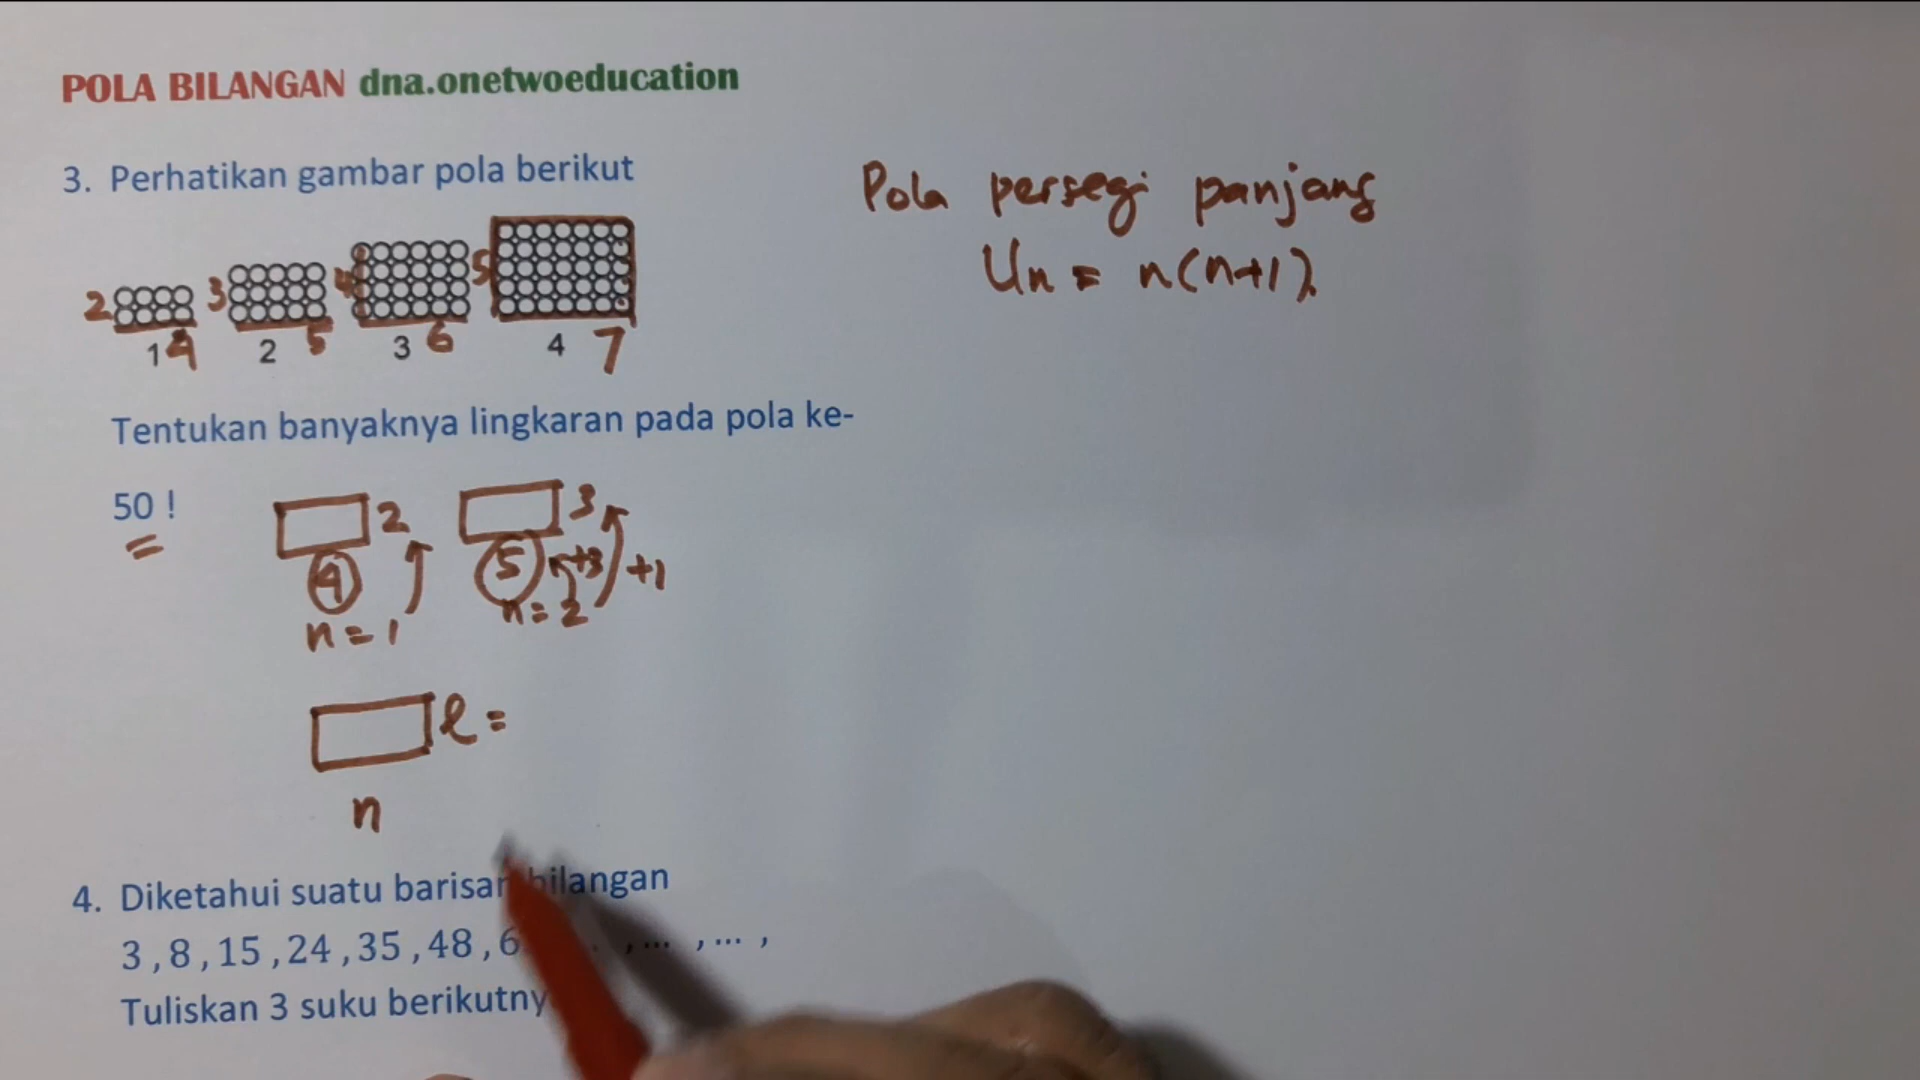 POLA BILANGAN dna.onetwoeducation
3. Perhatikan gambar pola berikut
Pola persegi panjang
Un = n(n+1).
2 3 4 5
1 4 2 5 3 6 4 7
Tentukan banyaknya lingkaran pada pola ke-
50 !
=
2 3
4 5 +3 +1
n = 1 n = 2
l =
n
4. Diketahui suatu barisan bilangan
3 , 8 , 15 , 24 , 35 , 48 , 6 , ... , ... ,
Tuliskan 3 suku berikutny